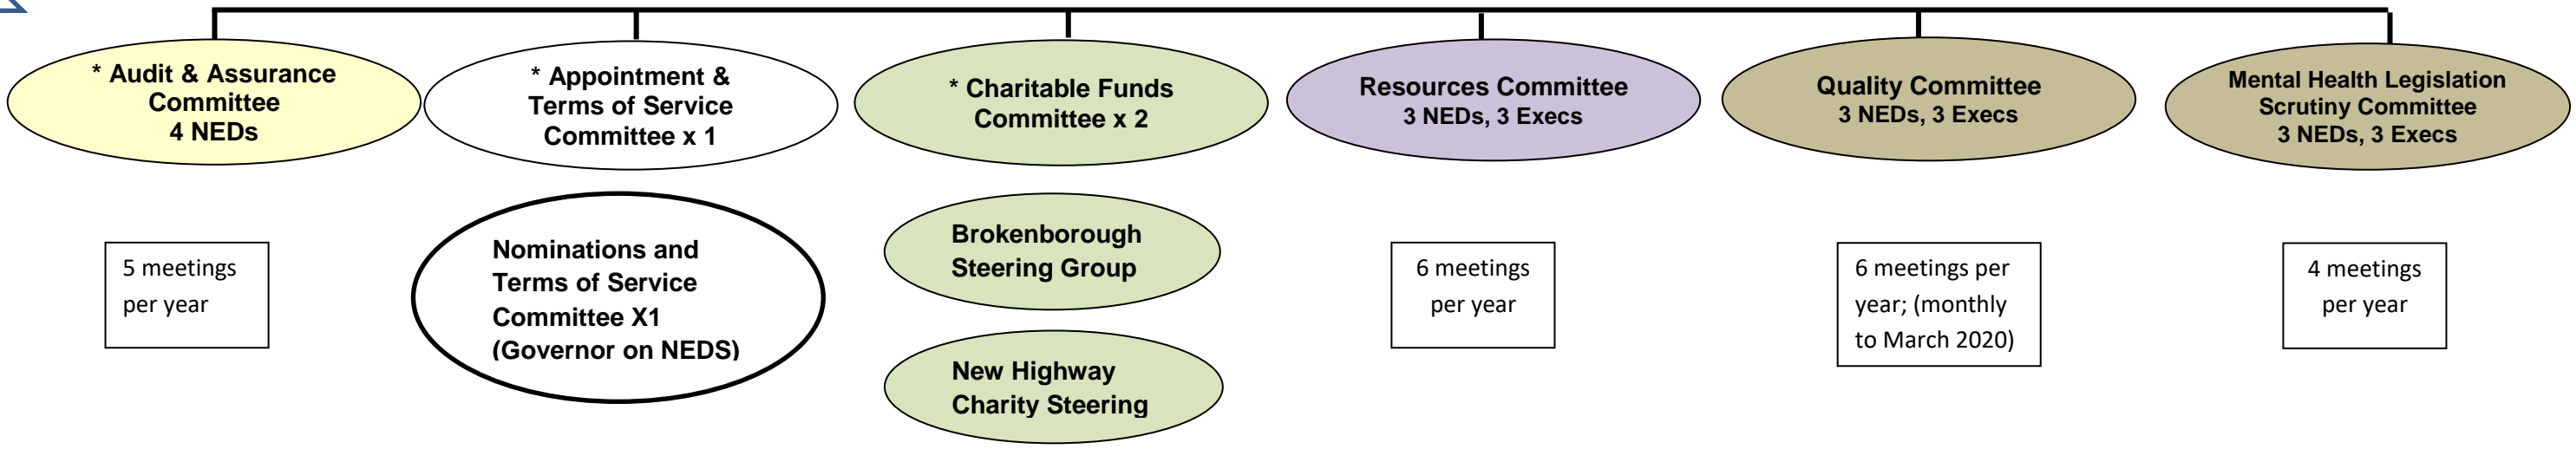 * Audit & Assurance
Committee
4 NEDs
* Appointment &
Terms of Service
Committee x 1
* Charitable Funds
Committee x 2
Resources Committee
3 NEDs, 3 Execs
Quality Committee
3 NEDs, 3 Execs
Mental Health Legislation
Scrutiny Committee
3 NEDs, 3 Execs
5 meetings
per year
Nominations and
Terms of Service
Committee X1
(Governor on NEDS)
Brokenborough
Steering Group
New Highway
Charity Steering
6 meetings
per year
6 meetings per
year; (monthly
to March 2020)
4 meetings
per year